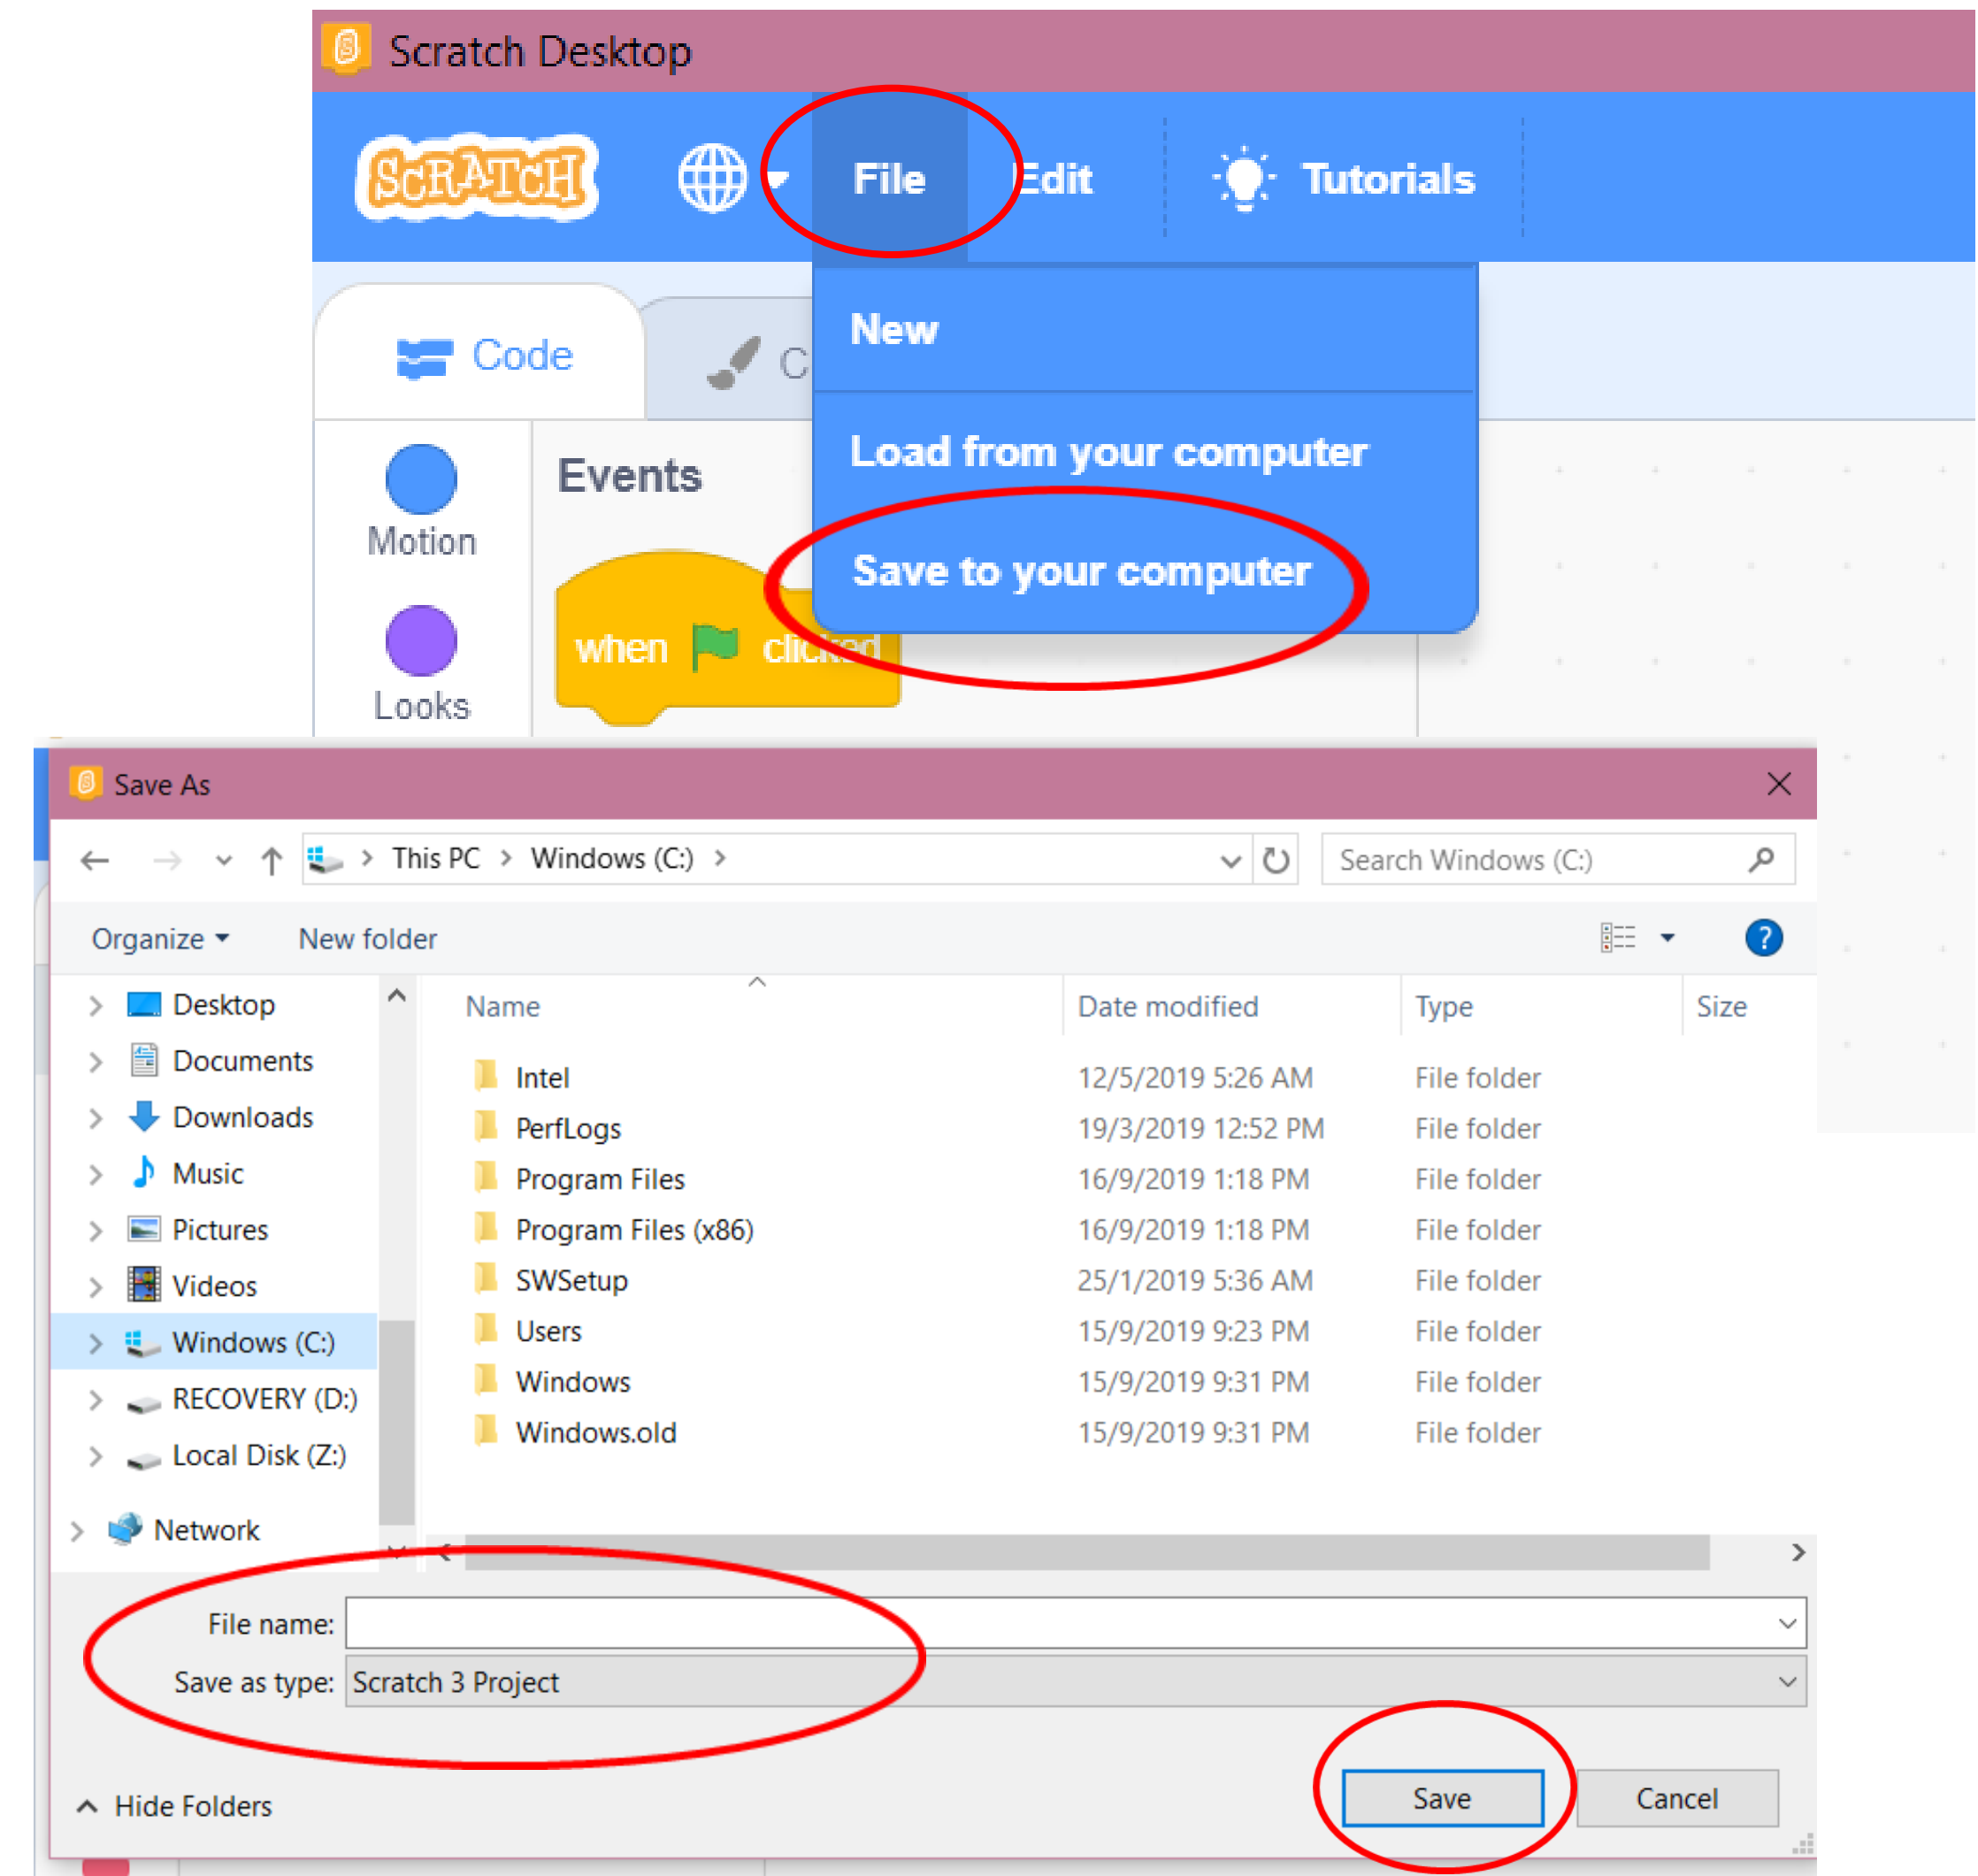 Scratch Desktop
SCRATCH File Edit Tutorials
Code C
New
Load from your computer
Save to your computer
Motion
Looks
Events
when clicked
Save As
This PC > Windows (C:) >
Search Windows (C:)
Organize New folder
Desktop
Documents
Downloads
Music
Pictures
Videos
Windows (C:)
RECOVERY (D:)
Local Disk (Z:)
Network
Name Date modified Type Size
Intel 12/5/2019 5:26 AM File folder
PerfLogs 19/3/2019 12:52 PM File folder
Program Files 16/9/2019 1:18 PM File folder
Program Files (x86) 16/9/2019 1:18 PM File folder
SWSetup 25/1/2019 5:36 AM File folder
Users 15/9/2019 9:23 PM File folder
Windows 15/9/2019 9:31 PM File folder
Windows.old 15/9/2019 9:31 PM File folder
File name:
Save as type: Scratch 3 Project
Hide Folders
Save Cancel